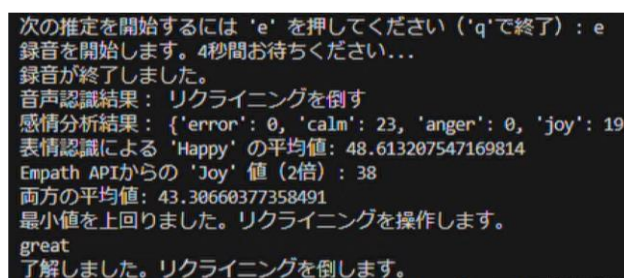 次の推定を開始するには 'e' を押してください ('q'で終了) : e
録音を開始します。4秒間お待ちください...
録音が終了しました。
音声認識結果： リクライニングを倒す
感情分析結果： {'error': 0, 'calm': 23, 'anger': 0, 'joy': 19
表情認識による 'Happy' の平均値: 48.613207547169814
Empath APIからの 'Joy' 値 (2倍) : 38
両方の平均値: 43.30660377358491
最小値を上回りました。リクライニングを操作します。
great
了解しました。リクライニングを倒します。